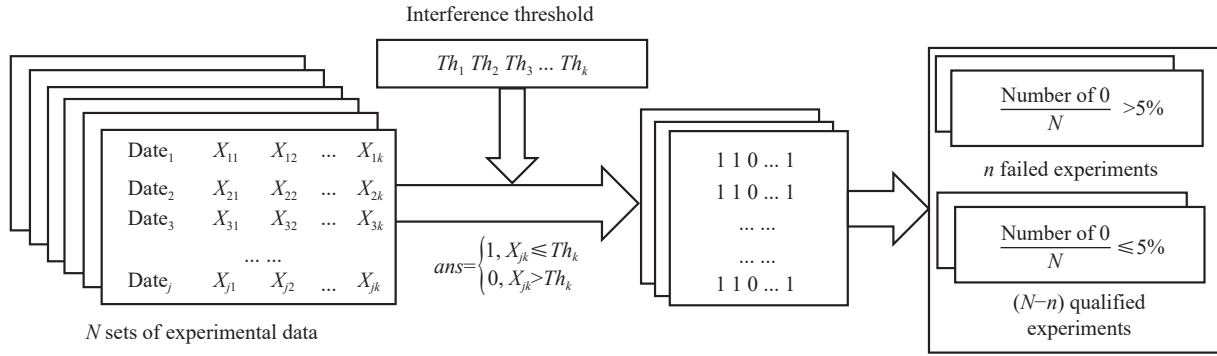 Interference threshold
Th₁ Th₂ Th₃ ... Thₖ
Date₁ X₁₁ X₁₂ ... X₁ₖ
Date₂ X₂₁ X₂₂ ... X₂ₖ
Date₃ X₃₁ X₃₂ ... X₃ₖ
... ...
Dateⱼ Xⱼ₁ Xⱼ₂ ... Xⱼₖ
N sets of experimental data
ans={1, Xⱼₖ⩽Thₖ
0, Xⱼₖ>Thₖ
1 1 0 ... 1
1 1 0 ... 1
... ...
... ...
1 1 0 ... 1
Number of 0
N
>5%
n failed experiments
Number of 0
N
⩽5%
(N−n) qualified
experiments